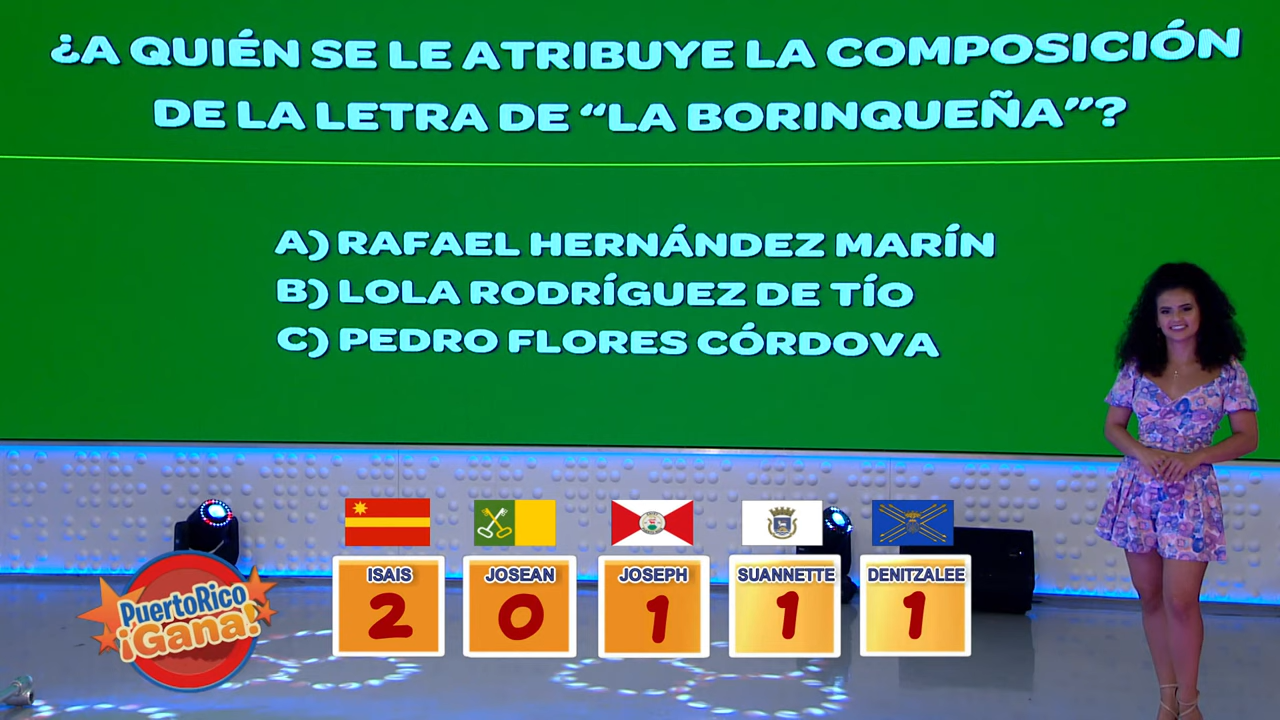 ¿A QUIÉN SE LE ATRIBUYE LA COMPOSICIÓN
DE LA LETRA DE “LA BORINQUEÑA”?
A) RAFAEL HERNÁNDEZ MARÍN
B) LOLA RODRÍGUEZ DE TÍO
C) PEDRO FLORES CÓRDOVA
PuertoRico
¡Gana!
ISAIS
2
JOSEAN
0
JOSEPH
1
SUANNETTE
1
DENITZALEE
1